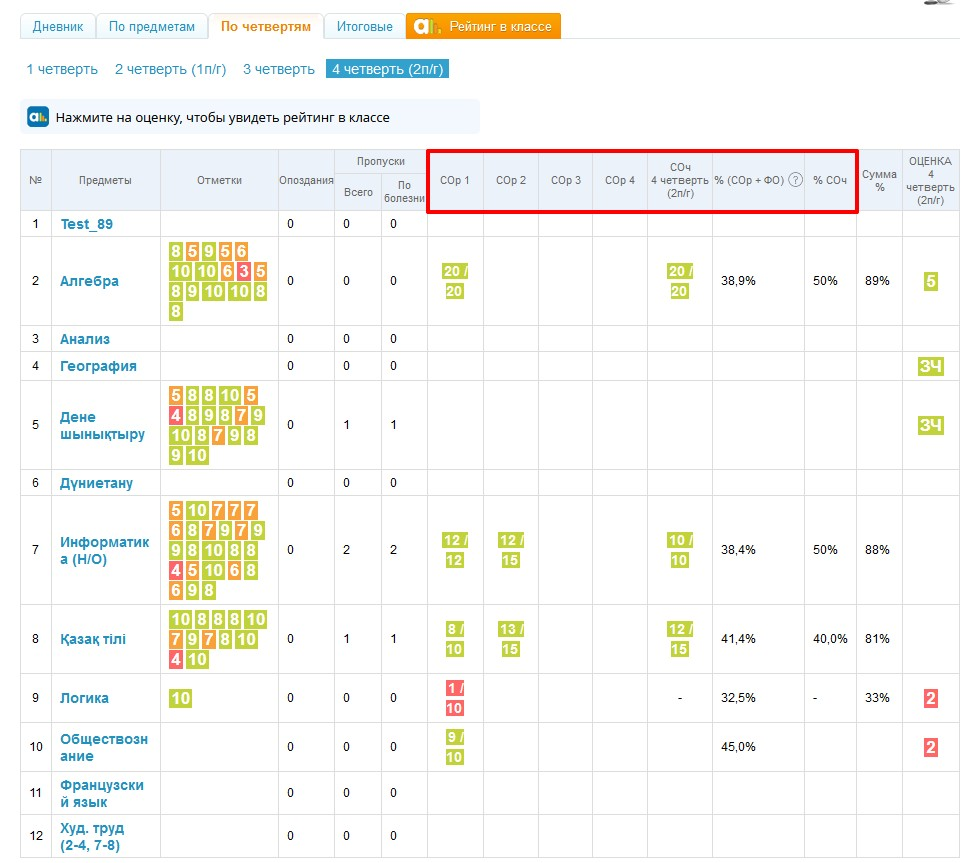 Дневник По предметам По четвертям Итоговые Рейтинг в классе
1 четверть 2 четверть (1п/г) 3 четверть 4 четверть (2п/г)
Нажмите на оценку, чтобы увидеть рейтинг в классе
№ Предметы Отметки Опоздания Пропуски Всего По болезни СОр 1 СОр 2 СОр 3 СОр 4 СОч 4 четверть (2п/г) % (СОр + ФО) ? % СОч Сумма % ОЦЕНКА 4 четверть (2п/г)
1 Test_89 0 0 0
2 Алгебра 0 0 0 20 / 20 20 / 20 38,9% 50% 89% 5
8 5 9 5 6
10 10 6 3 5
8 9 10 10 8
8
3 Анализ 0 0 0
4 География 0 0 0 ЗЧ
5 Дене шынықтыру 0 1 1 ЗЧ
5 8 8 10 5
4 8 9 8 7 9
10 8 7 9 8
9 10
6 Дүниетану 0 0 0
7 Информатик а (Н/О) 0 2 2 12 / 12 12 / 15 10 / 10 38,4% 50% 88%
5 10 7 7 7
6 8 7 9 7 9
9 8 10 8 8
4 5 10 6 8
6 9 8
8 Қазақ тілі 0 1 1 8 / 10 13 / 15 12 / 15 41,4% 40,0% 81%
10 8 8 8 10
7 9 7 8 10
4 10
9 Логика 10 0 0 0 1 / 10 - 32,5% - 33% 2
10 Обществозн ание 0 0 0 9 / 10 45,0% 2
11 Французски й язык 0 0 0
12 Худ. труд (2-4, 7-8) 0 0 0